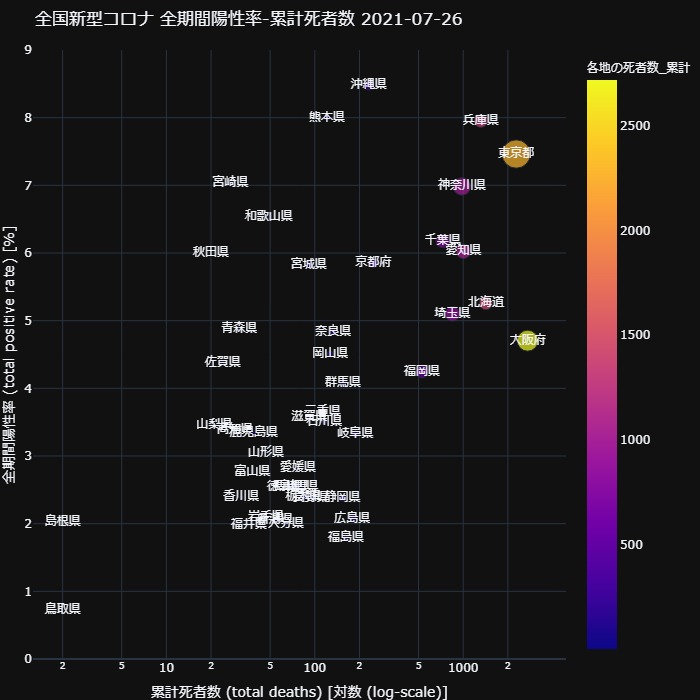 全国新型コロナ 全期間陽性率-累計死者数 2021-07-26
各地の死者数_累計
2500
2000
1500
1000
500
全期間陽性率 (total positive rate) [%]
9
8
7
6
5
4
3
2
1
0
沖縄県
熊本県
兵庫県
東京都
宮崎県
神奈川県
和歌山県
千葉県
秋田県
愛知県
宮城県
京都府
北海道
埼玉県
青森県
奈良県
大阪府
岡山県
佐賀県
福岡県
群馬県
三重県
滋賀県
石川県
山梨県
鹿児島県
岐阜県
山形県
愛媛県
富山県
香川県
静岡県
岩手県
広島県
島根県
福井県
大分県
福島県
鳥取県
2
5
10
2
5
100
2
5
1000
2
累計死者数 (total deaths) [対数 (log-scale)]